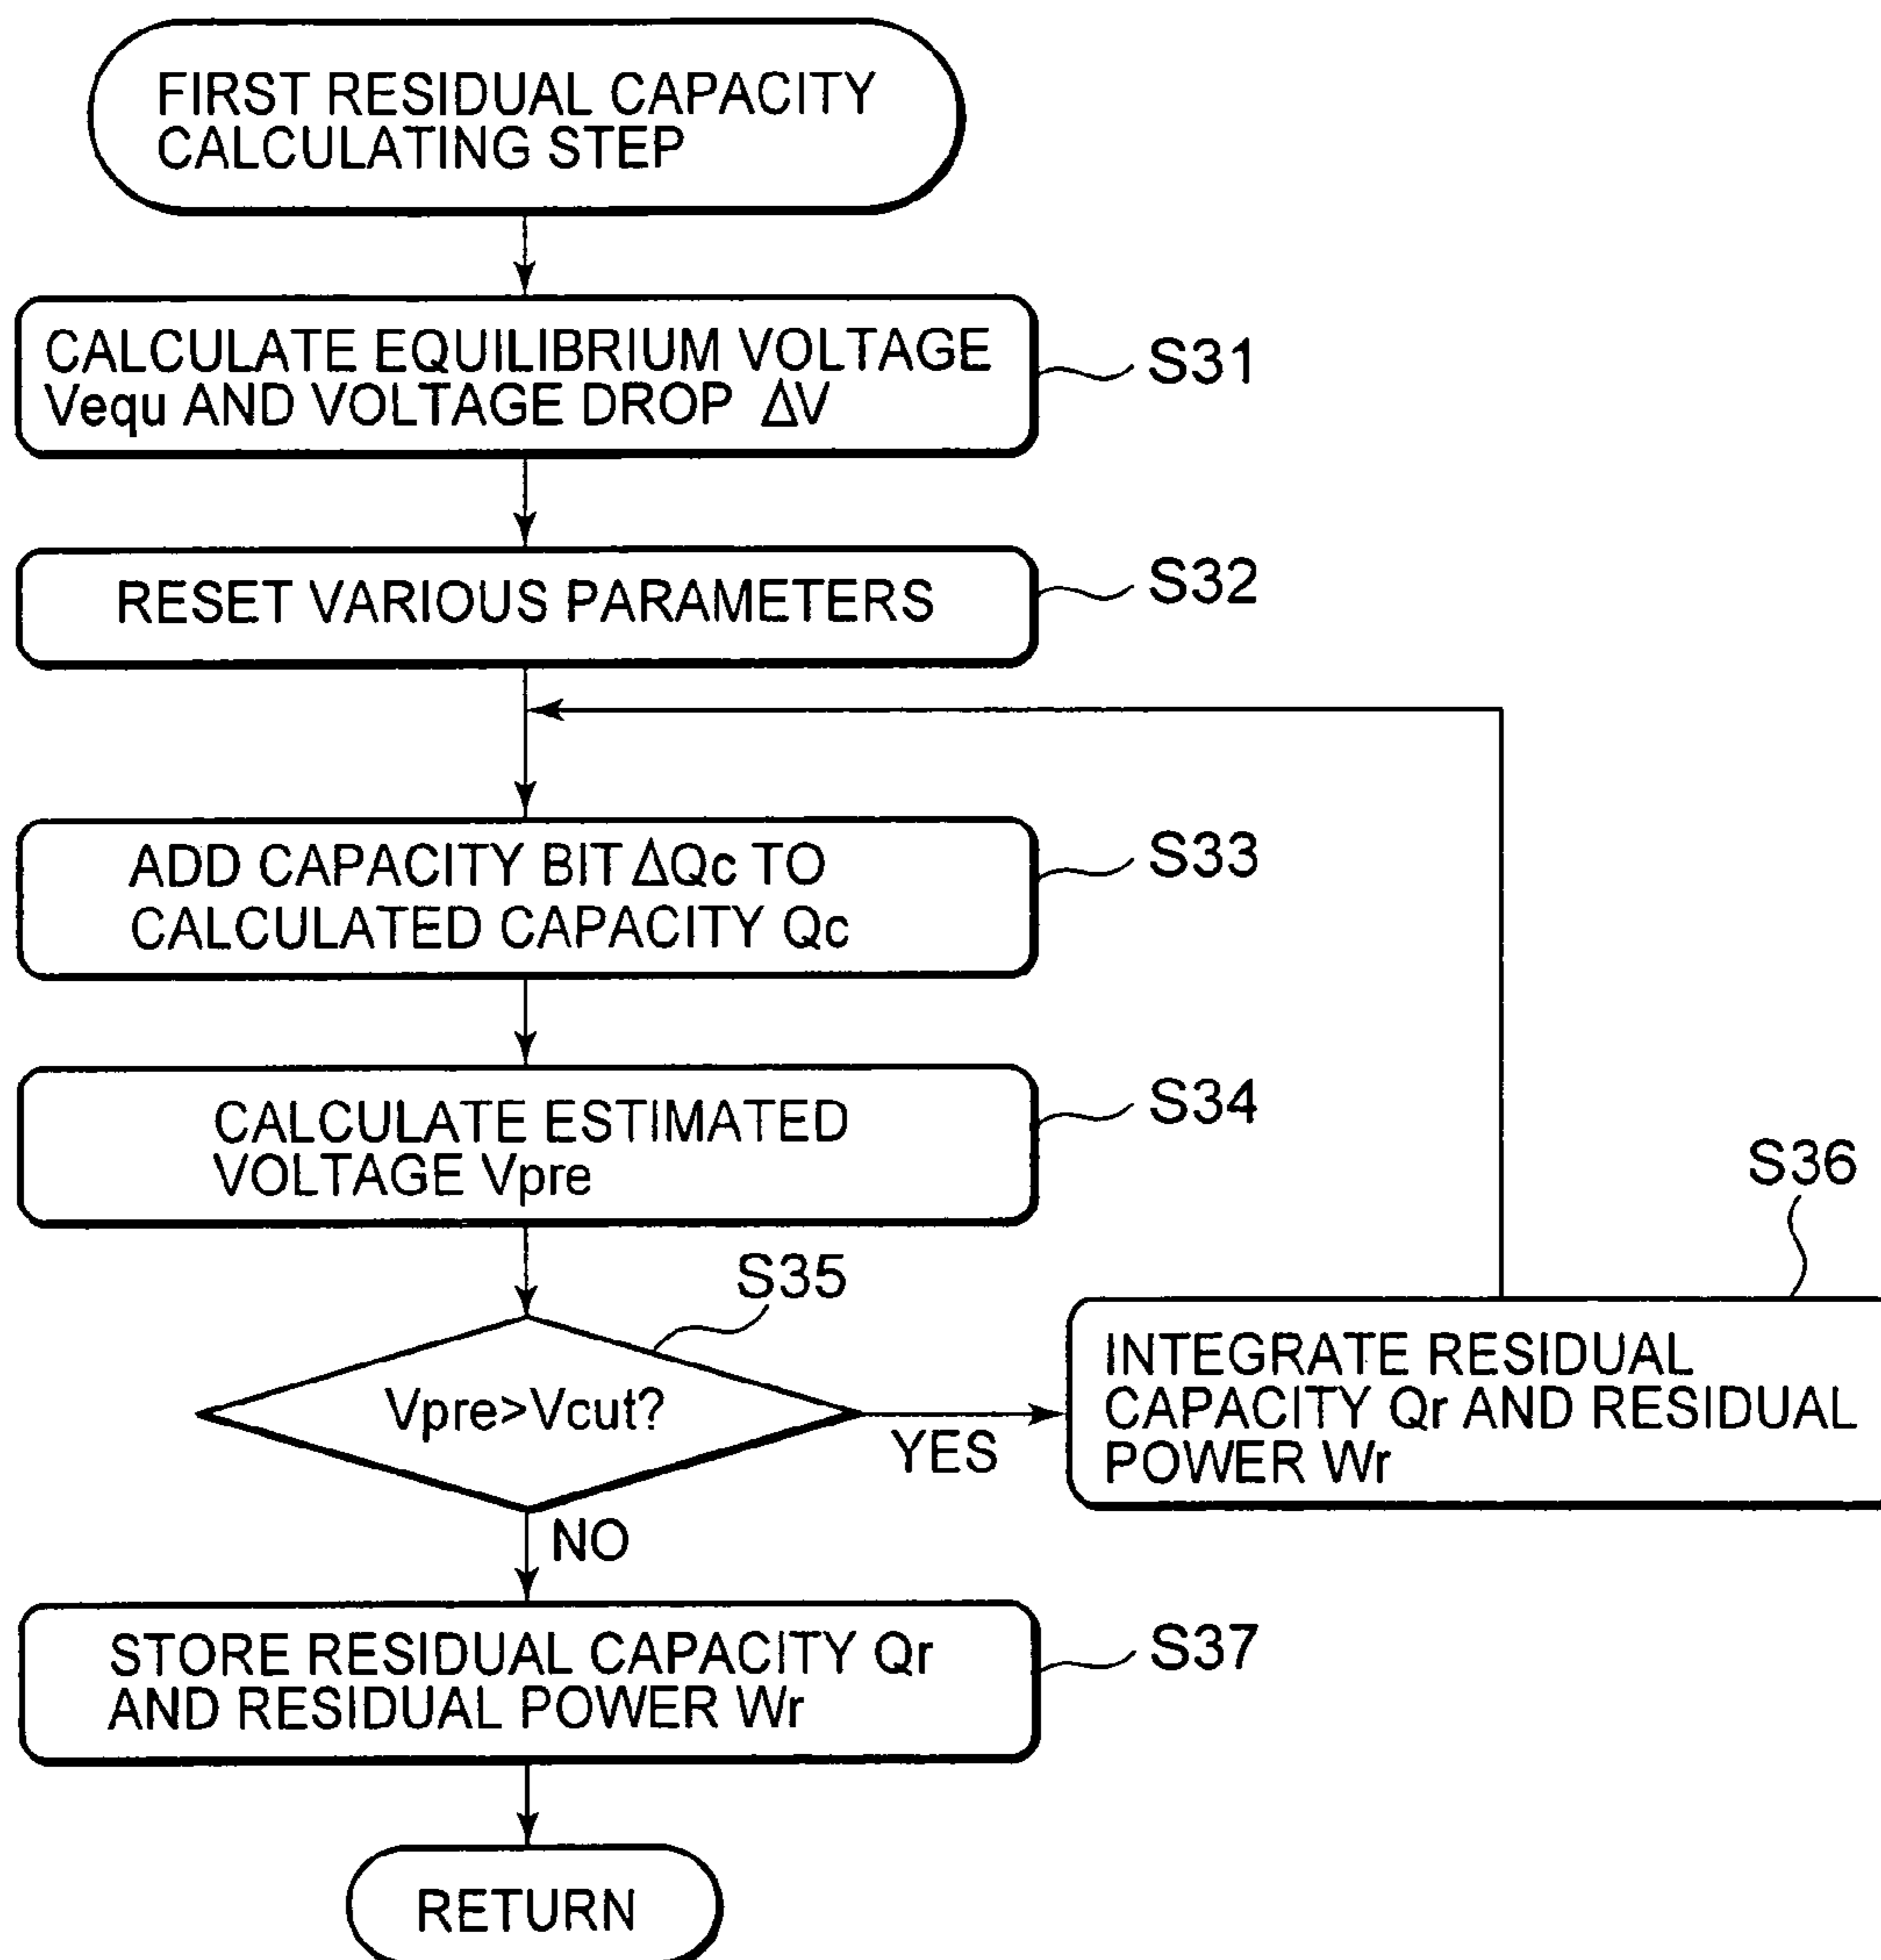 FIRST RESIDUAL CAPACITY
CALCULATING STEP
CALCULATE EQUILIBRIUM VOLTAGE
Vequ AND VOLTAGE DROP ΔV
S31
RESET VARIOUS PARAMETERS
S32
ADD CAPACITY BIT ΔQc TO
CALCULATED CAPACITY Qc
S33
CALCULATE ESTIMATED
VOLTAGE Vpre
S34
S35
Vpre>Vcut?
YES
S36
INTEGRATE RESIDUAL
CAPACITY Qr AND RESIDUAL
POWER Wr
NO
STORE RESIDUAL CAPACITY Qr
AND RESIDUAL POWER Wr
S37
RETURN